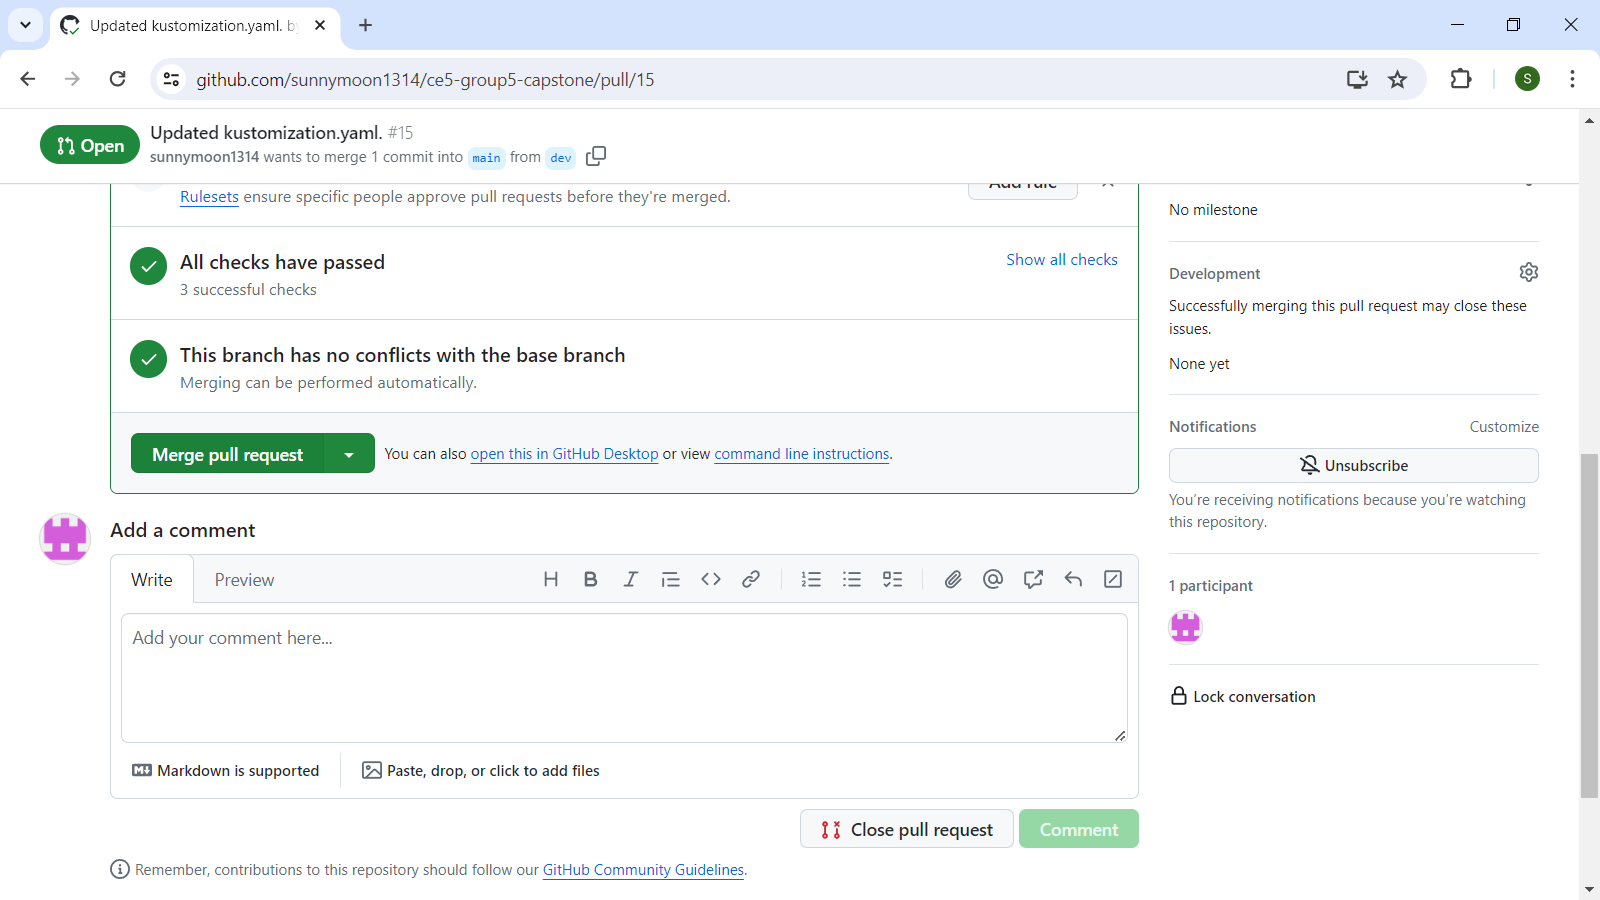 Updated kustomization.yaml. by
github.com/sunnymoon1314/ce5-group5-capstone/pull/15
S
Open
Updated kustomization.yaml. #15
sunnymoon1314 wants to merge 1 commit into main from dev
Add rule
Rulesets ensure specific people approve pull requests before they're merged.
All checks have passed
Show all checks
3 successful checks
This branch has no conflicts with the base branch
Merging can be performed automatically.
Merge pull request
You can also open this in GitHub Desktop or view command line instructions.
Add a comment
Write
Preview
Add your comment here...
Markdown is supported
Paste, drop, or click to add files
Close pull request
Comment
Remember, contributions to this repository should follow our GitHub Community Guidelines.
No milestone
Development
Successfully merging this pull request may close these
issues.
None yet
Notifications
Customize
Unsubscribe
You're receiving notifications because you're watching
this repository.
1 participant
Lock conversation